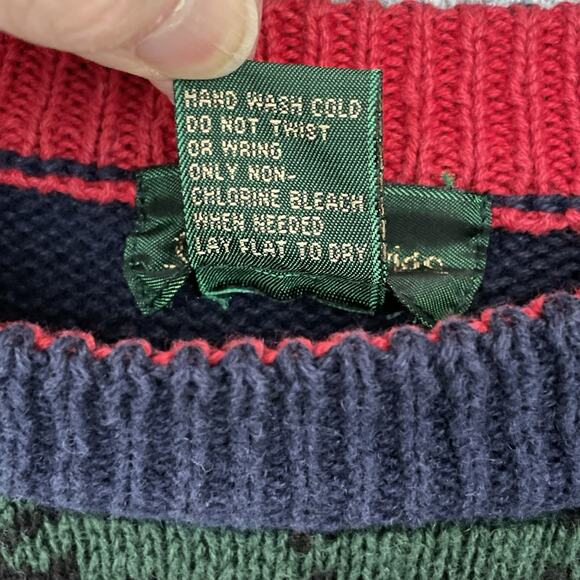 HAND WASH COLD
DO NOT TWIST
OR WRING
ONLY NON-
CHLORINE BLEACH
WHEN NEEDED
LAY FLAT TO DRY